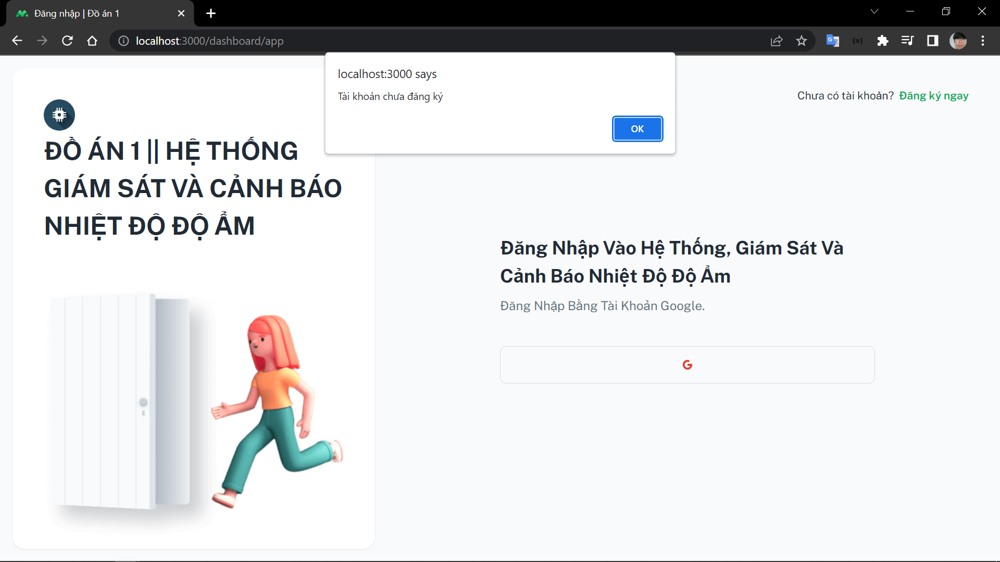 Đăng nhập | Đồ án 1
localhost:3000/dashboard/app
localhost:3000 says
Tài khoản chưa đăng ký
OK
Chưa có tài khoản? Đăng ký ngay
ĐỒ ÁN 1 || HỆ THỐNG
GIÁM SÁT VÀ CẢNH BÁO
NHIỆT ĐỘ ĐỘ ẨM
Đăng Nhập Vào Hệ Thống, Giám Sát Và
Cảnh Báo Nhiệt Độ Độ Ẩm
Đăng Nhập Bằng Tài Khoản Google.